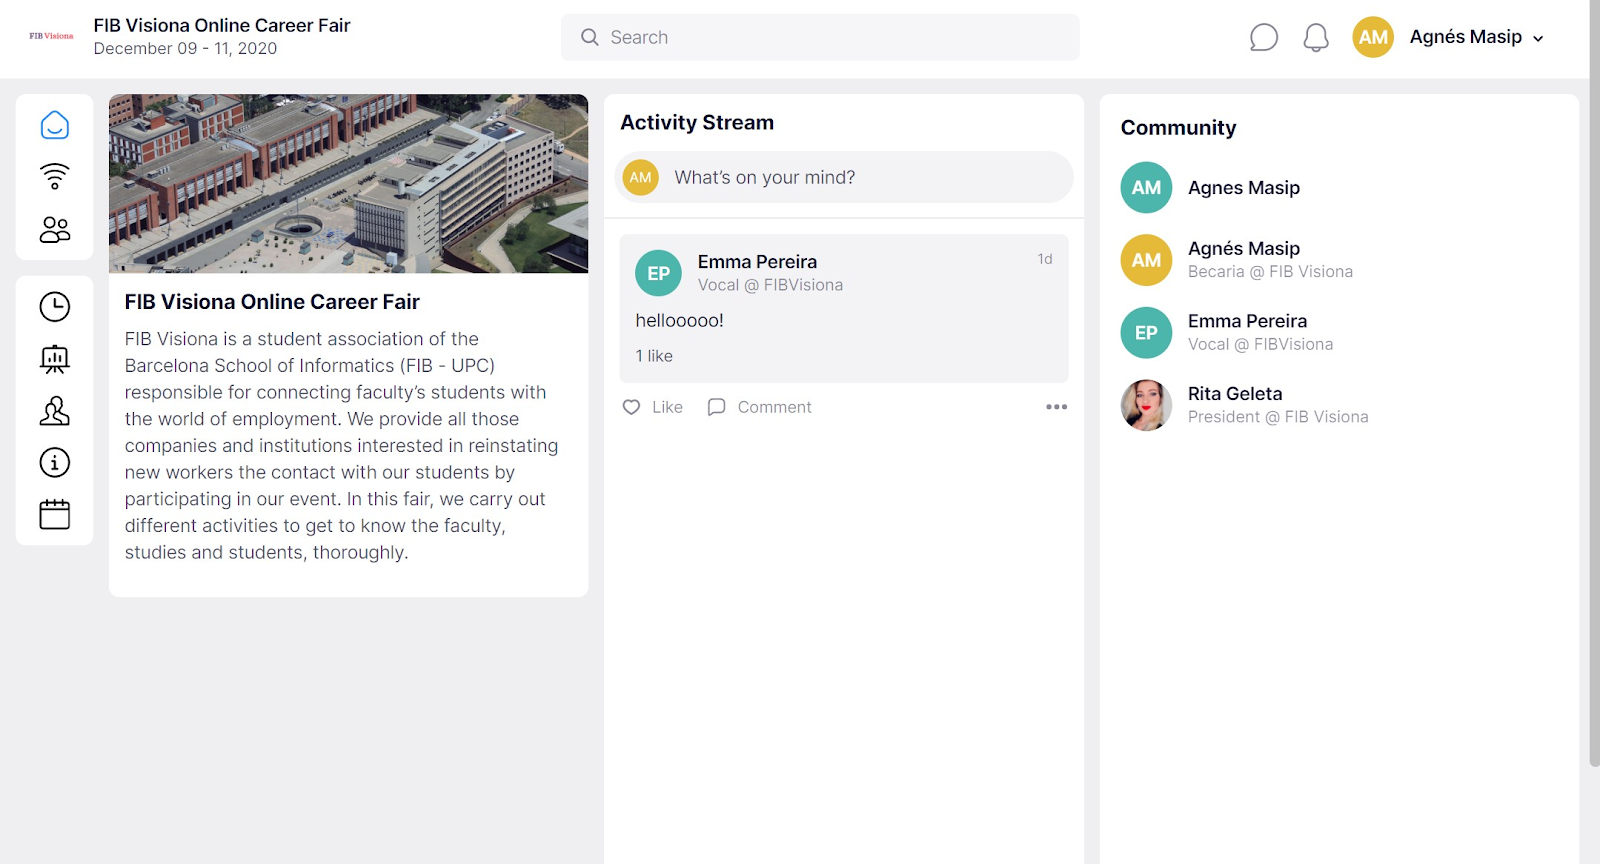 FIB Visiona
FIB Visiona Online Career Fair
December 09 - 11, 2020
Search
AM
Agnés Masip
FIB Visiona Online Career Fair
FIB Visiona is a student association of the
Barcelona School of Informatics (FIB - UPC)
responsible for connecting faculty’s students with
the world of employment. We provide all those
companies and institutions interested in reinstating
new workers the contact with our students by
participating in our event. In this fair, we carry out
different activities to get to know the faculty,
studies and students, thoroughly.
Activity Stream
AM
What’s on your mind?
EP
Emma Pereira
1d
Vocal @ FIBVisiona
hellooooo!
1 like
Like
Comment
Community
AM
Agnes Masip
AM
Agnés Masip
Becaria @ FIB Visiona
EP
Emma Pereira
Vocal @ FIBVisiona
Rita Geleta
President @ FIB Visiona